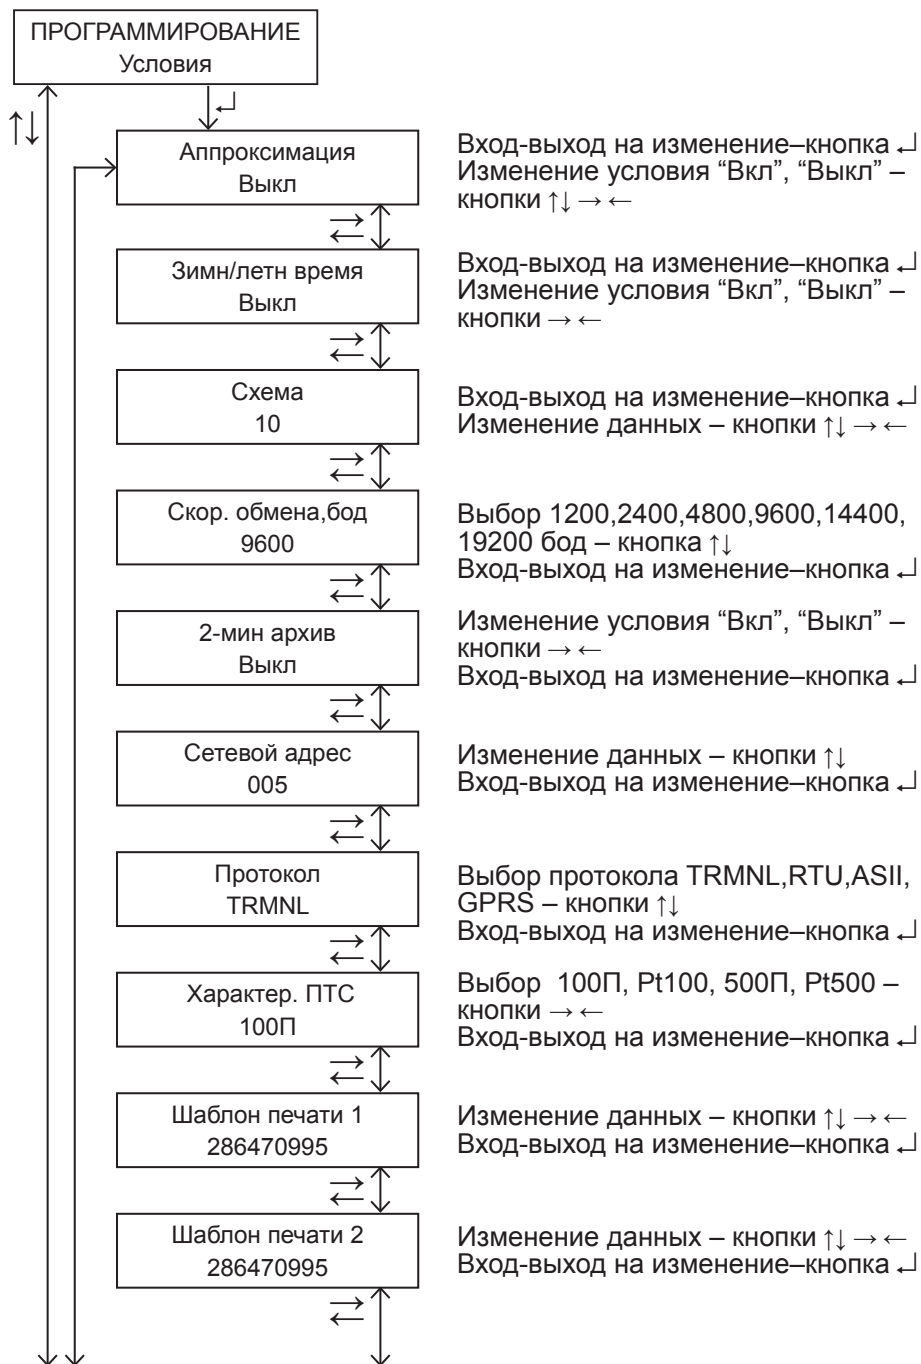 ПРОГРАММИРОВАНИЕ
Условия
↑↓
↵
Аппроксимация
Выкл
Вход-выход на изменение–кнопка ↵
Изменение условия “Вкл”, “Выкл” –
кнопки ↑↓ → ←
Зимн/летн время
Выкл
Вход-выход на изменение–кнопка ↵
Изменение условия “Вкл”, “Выкл” –
кнопки → ←
Схема
10
Вход-выход на изменение–кнопка ↵
Изменение данных – кнопки ↑↓ → ←
Скор. обмена,бод
9600
Выбор 1200,2400,4800,9600,14400,
19200 бод – кнопка ↑↓
Вход-выход на изменение–кнопка ↵
2-мин архив
Выкл
Изменение условия “Вкл”, “Выкл” –
кнопки → ←
Вход-выход на изменение–кнопка ↵
Сетевой адрес
005
Изменение данных – кнопки ↑↓
Вход-выход на изменение–кнопка ↵
Протокол
TRMNL
Выбор протокола TRMNL,RTU,ASII,
GPRS – кнопки ↑↓
Вход-выход на изменение–кнопка ↵
Характер. ПТС
100П
Выбор 100П, Pt100, 500П, Pt500 –
кнопки → ←
Вход-выход на изменение–кнопка ↵
Шаблон печати 1
286470995
Изменение данных – кнопки ↑↓ → ←
Вход-выход на изменение–кнопка ↵
Шаблон печати 2
286470995
Изменение данных – кнопки ↑↓ → ←
Вход-выход на изменение–кнопка ↵